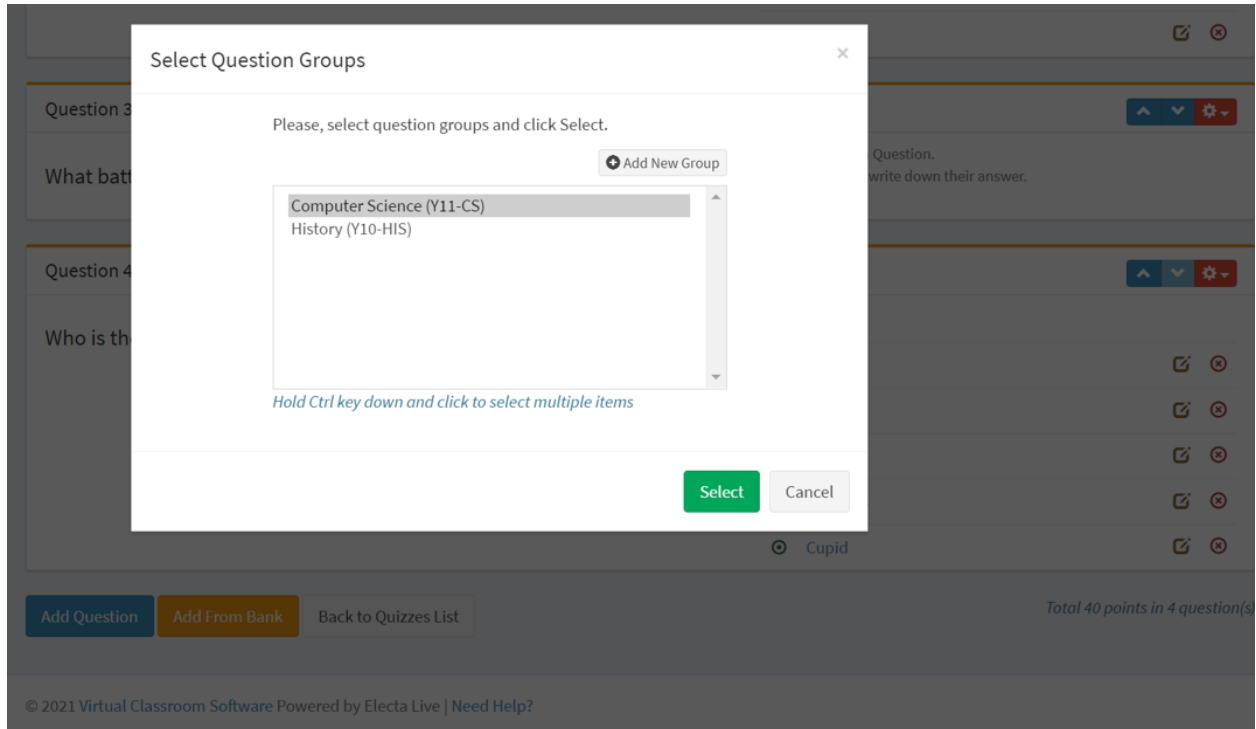 Select Question Groups
×
Question 3
Please, select question groups and click Select.
Add New Group
Question.
What batt
write down their answer.
Computer Science (Y11-CS)
History (Y10-HIS)
Question 4
Who is th
Hold Ctrl key down and click to select multiple items
Select Cancel
Cupid
Add Question Add From Bank Back to Quizzes List
Total 40 points in 4 question(s)
© 2021 Virtual Classroom Software Powered by Electa Live | Need Help?